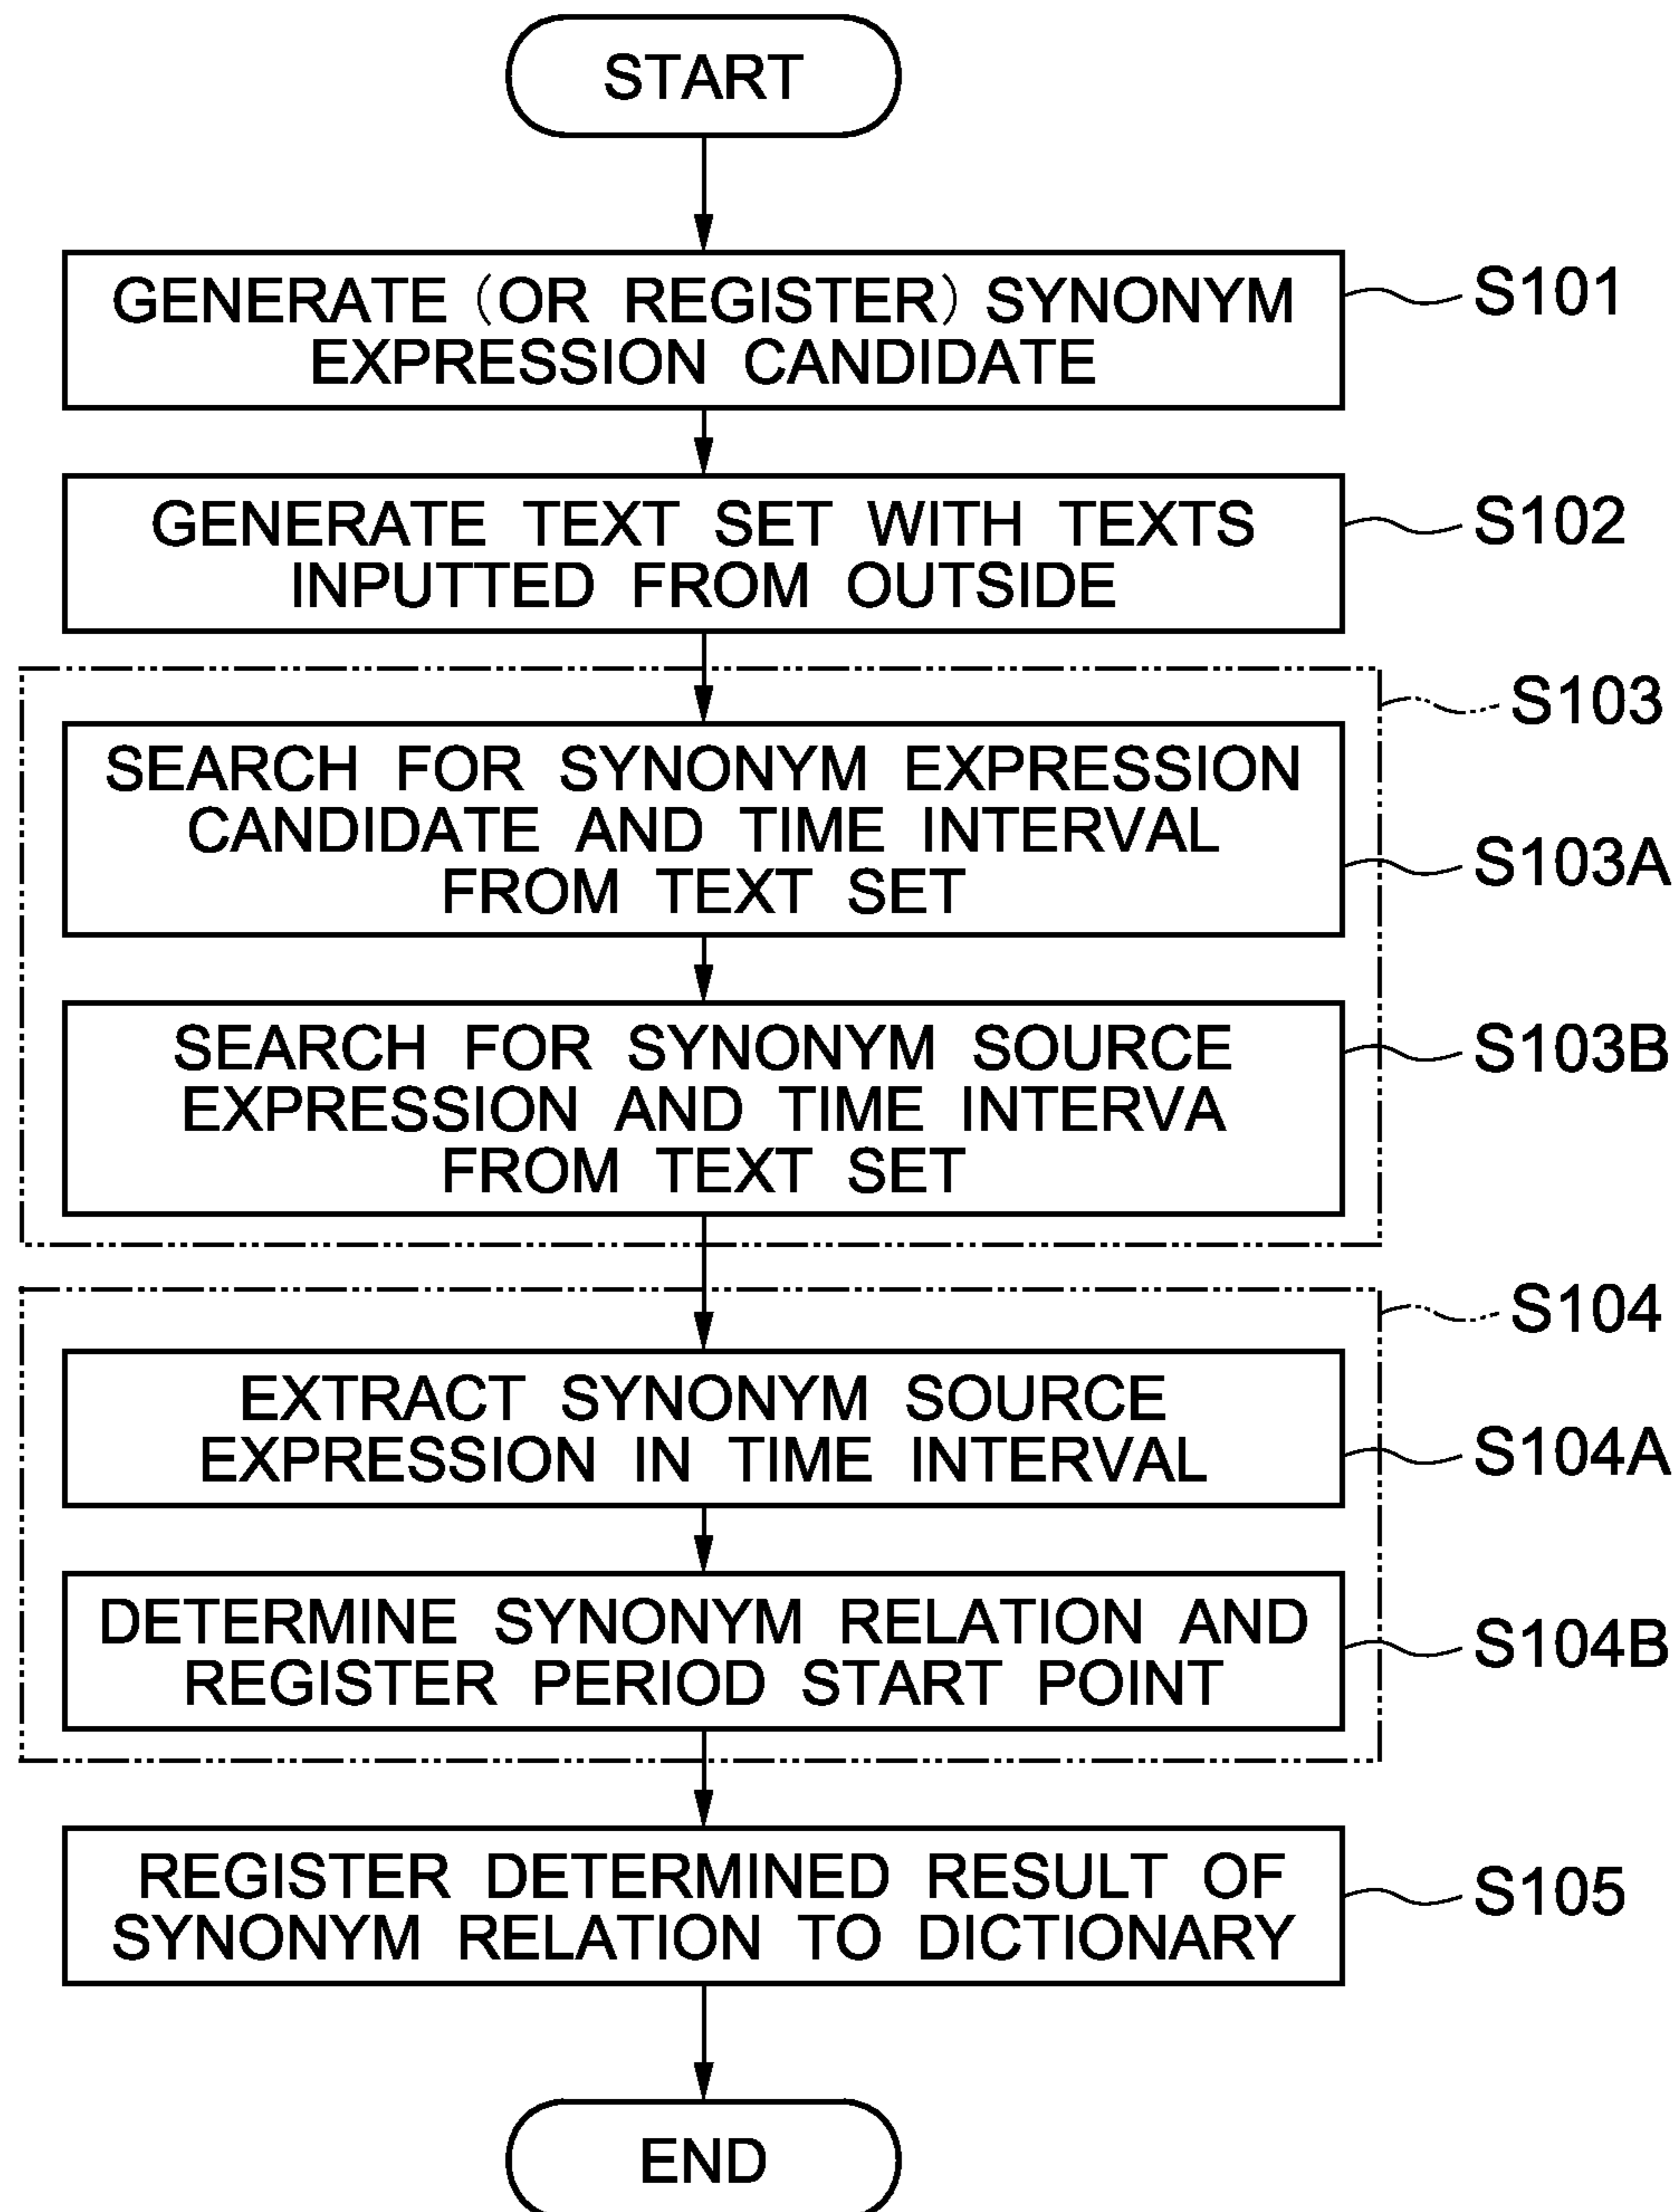 START
GENERATE (OR REGISTER) SYNONYM
EXPRESSION CANDIDATE
S101
GENERATE TEXT SET WITH TEXTS
INPUTTED FROM OUTSIDE
S102
S103
SEARCH FOR SYNONYM EXPRESSION
CANDIDATE AND TIME INTERVAL
FROM TEXT SET
S103A
SEARCH FOR SYNONYM SOURCE
EXPRESSION AND TIME INTERVA
FROM TEXT SET
S103B
S104
EXTRACT SYNONYM SOURCE
EXPRESSION IN TIME INTERVAL
S104A
DETERMINE SYNONYM RELATION AND
REGISTER PERIOD START POINT
S104B
REGISTER DETERMINED RESULT OF
SYNONYM RELATION TO DICTIONARY
S105
END